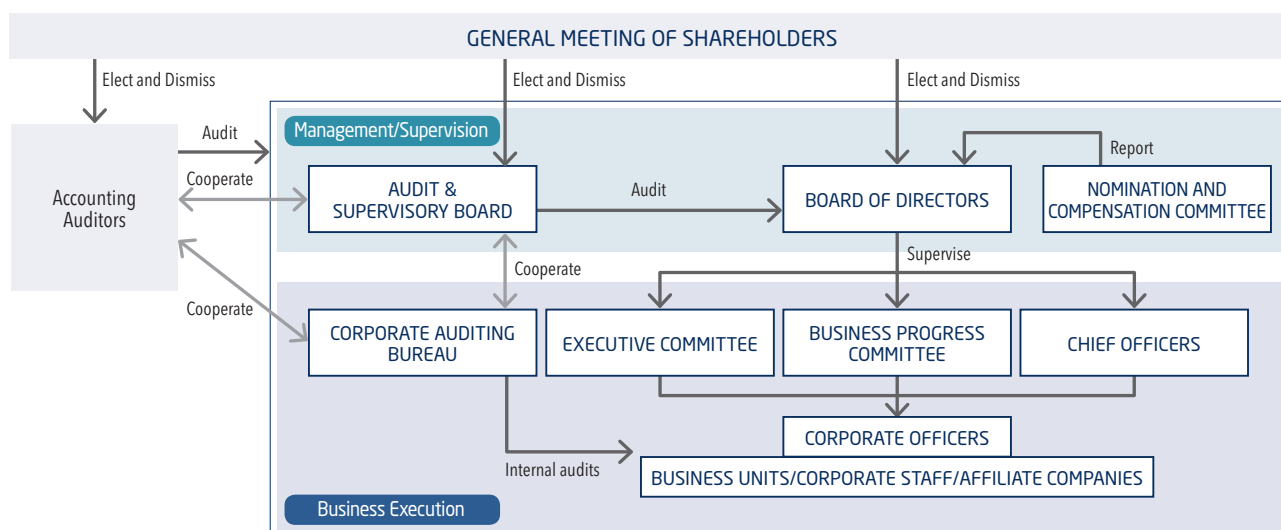 GENERAL MEETING OF SHAREHOLDERS
Elect and Dismiss
Elect and Dismiss
Elect and Dismiss
Management/Supervision
Audit
Report
Accounting
Auditors
Cooperate
AUDIT &
SUPERVISORY BOARD
Audit
BOARD OF DIRECTORS
NOMINATION AND
COMPENSATION COMMITTEE
Supervise
Cooperate
Cooperate
CORPORATE AUDITING
BUREAU
EXECUTIVE COMMITTEE
BUSINESS PROGRESS
COMMITTEE
CHIEF OFFICERS
CORPORATE OFFICERS
Internal audits
BUSINESS UNITS/CORPORATE STAFF/AFFILIATE COMPANIES
Business Execution